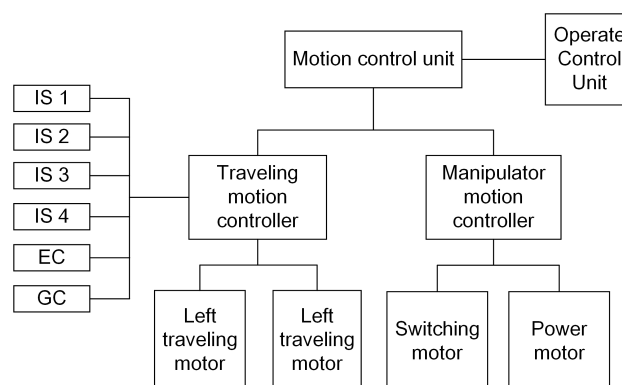 Motion control unit
Operate
Control
Unit
IS 1
IS 2
IS 3
IS 4
EC
GC
Traveling
motion
controller
Manipulator
motion
controller
Left
traveling
motor
Left
traveling
motor
Switching
motor
Power
motor